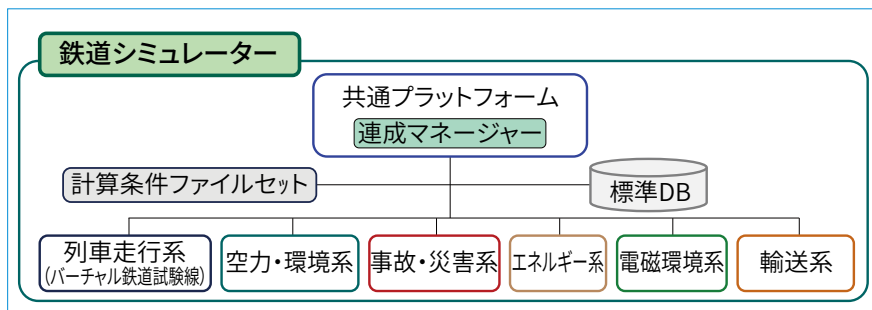 鉄道シミュレーター
共通プラットフォーム
連成マネージャー
計算条件ファイルセット
標準DB
列車走行系
(バーチャル鉄道試験線)
空力・環境系
事故・災害系
エネルギー系
電磁環境系
輸送系